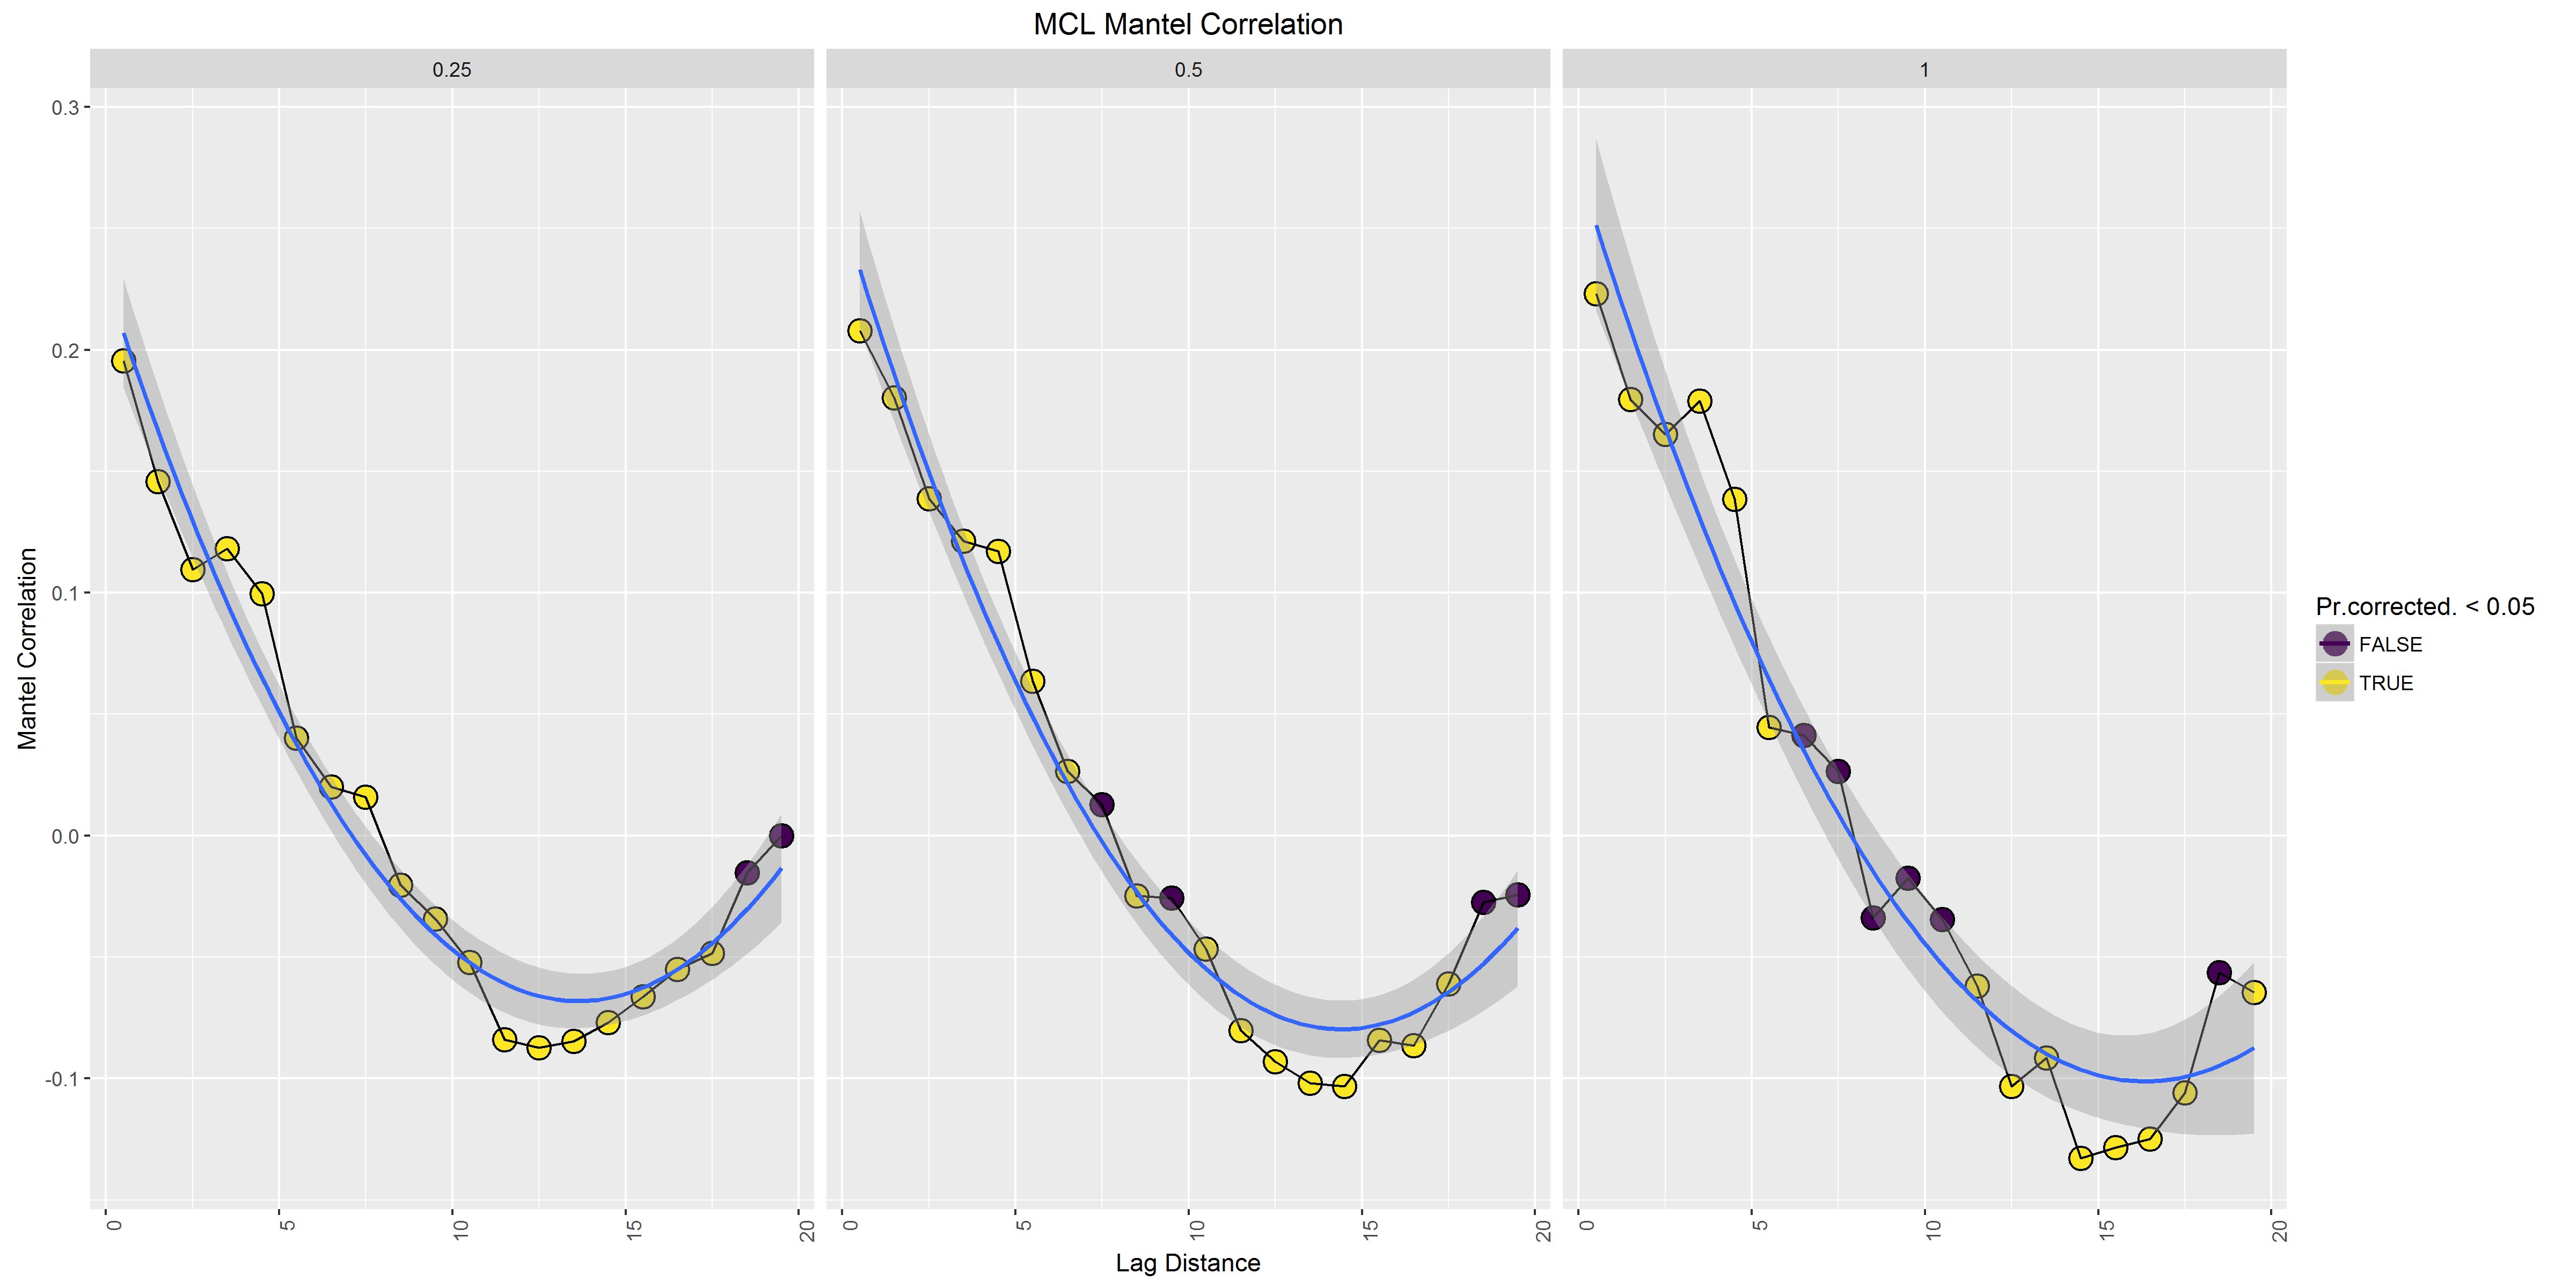 MCL Mantel Correlation
0.25 0.5 1
Mantel Correlation
0.3
0.2
0.1
0.0
-0.1
0 5 10 15 20 0 5 10 15 20 0 5 10 15 20
Lag Distance
Pr.corrected. < 0.05
FALSE
TRUE